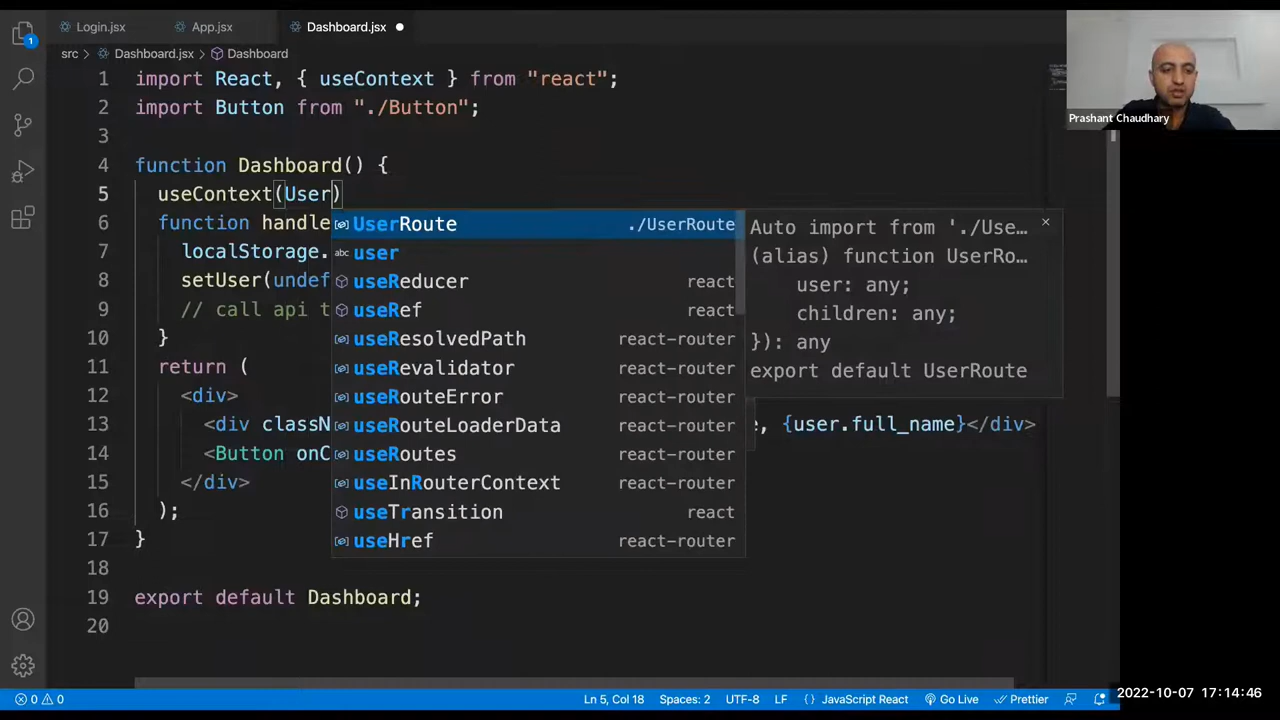 Login.jsx App.jsx Dashboard.jsx
1
src > Dashboard.jsx > Dashboard
Prashant Chaudhary
1 import React, { useContext } from "react";
2 import Button from "./Button";
3
4 function Dashboard() {
5 useContext(User)
6 function handle
7 localStorage.
8 setUser(undef
9 // call api t
10 }
11 return (
12 <div>
13 <div classN , {user.full_name}</div>
14 <Button onC
15 </div>
16 );
17 }
18
19 export default Dashboard;
20
UserRoute ./UserRoute
abc user
useReducer react
useRef react
useResolvedPath react-router
useRevalidator react-router
useRouteError react-router
useRouteLoaderData react-router
useRoutes react-router
useInRouterContext react-router
useTransition react
useHref react-router
Auto import from './Use…
(alias) function UserRo…
user: any;
children: any;
}): any
export default UserRoute
0 0 Ln 5, Col 18 Spaces: 2 UTF-8 LF { } JavaScript React Go Live Prettier
2022-10-07 17:14:46